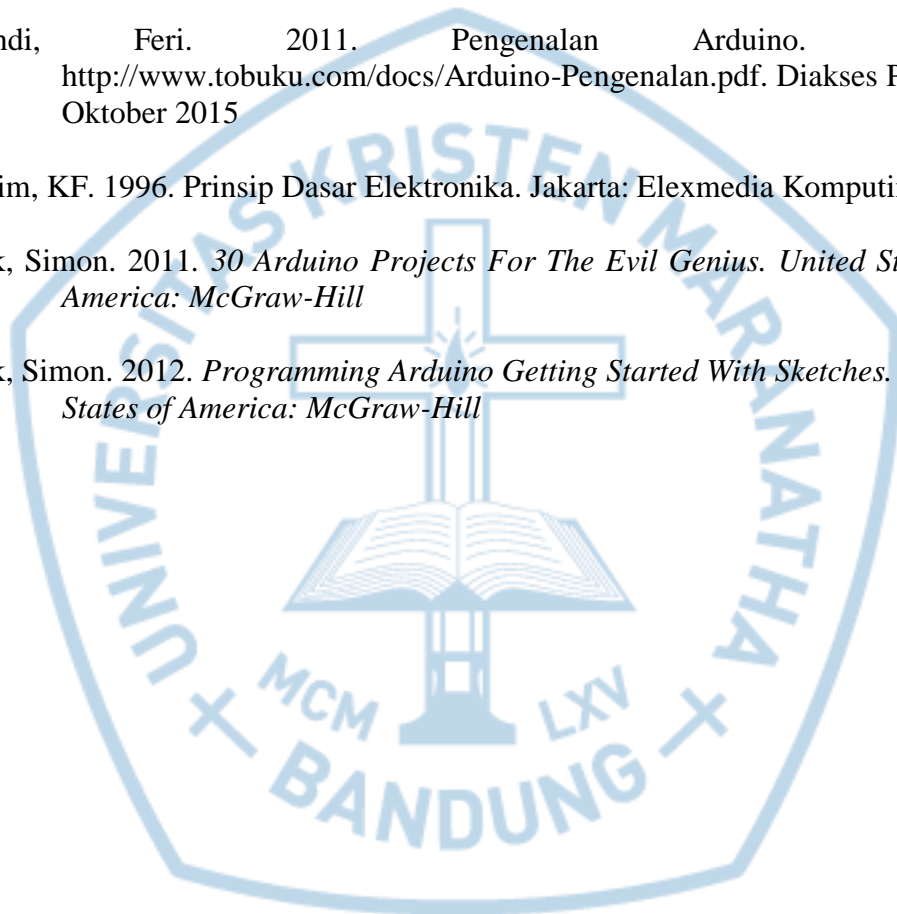 ndi, Feri. 2011. Pengenalan Arduino.
http://www.tobuku.com/docs/Arduino-Pengenalan.pdf. Diakses P
Oktober 2015
im, KF. 1996. Prinsip Dasar Elektronika. Jakarta: Elexmedia Komputi
k, Simon. 2011. 30 Arduino Projects For The Evil Genius. United St
America: McGraw-Hill
k, Simon. 2012. Programming Arduino Getting Started With Sketches.
States of America: McGraw-Hill
UNIVERSITAS KRISTEN MARANATHA
MCM LXV
BANDUNG